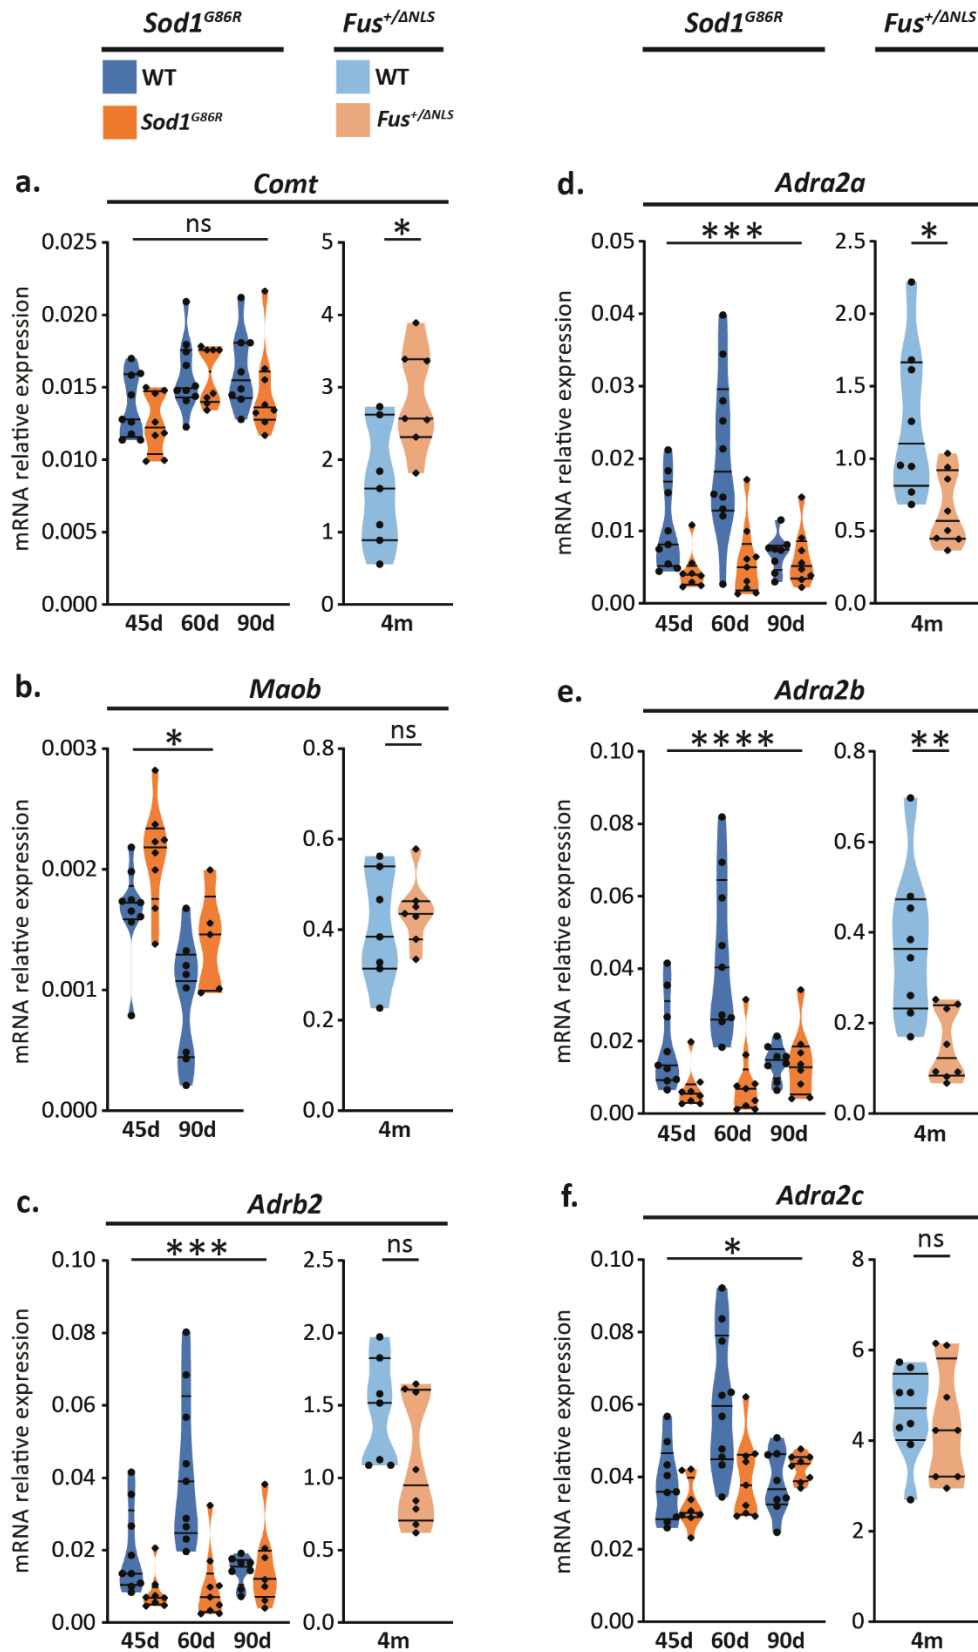 Sod1G86R Fus+/ΔNLS Sod1G86R Fus+/ΔNLS
WT WT
Sod1G86R Fus+/ΔNLS
a. Comt
ns *
mRNA relative expression
0.025 5
0.020 4
0.015 3
0.010 2
0.005 1
0.000 0
45d 60d 90d 4m
b. Maob
* ns
mRNA relative expression
0.003 0.8
0.6
0.002
0.4
0.001
0.2
0.000 0.0
45d 90d 4m
c. Adrb2
*** ns
mRNA relative expression
0.10 2.5
0.08 2.0
0.06 1.5
0.04 1.0
0.02 0.5
0.00 0.0
45d 60d 90d 4m
d. Adra2a
*** *
mRNA relative expression
0.05 2.5
0.04 2.0
0.03 1.5
0.02 1.0
0.01 0.5
0.00 0.0
45d 60d 90d 4m
e. Adra2b
**** **
mRNA relative expression
0.10 0.8
0.08
0.6
0.06
0.4
0.04
0.2
0.02
0.00 0.0
45d 60d 90d 4m
f. Adra2c
* ns
mRNA relative expression
0.10 8
0.08
6
0.06
4
0.04
2
0.02
0.00 0
45d 60d 90d 4m